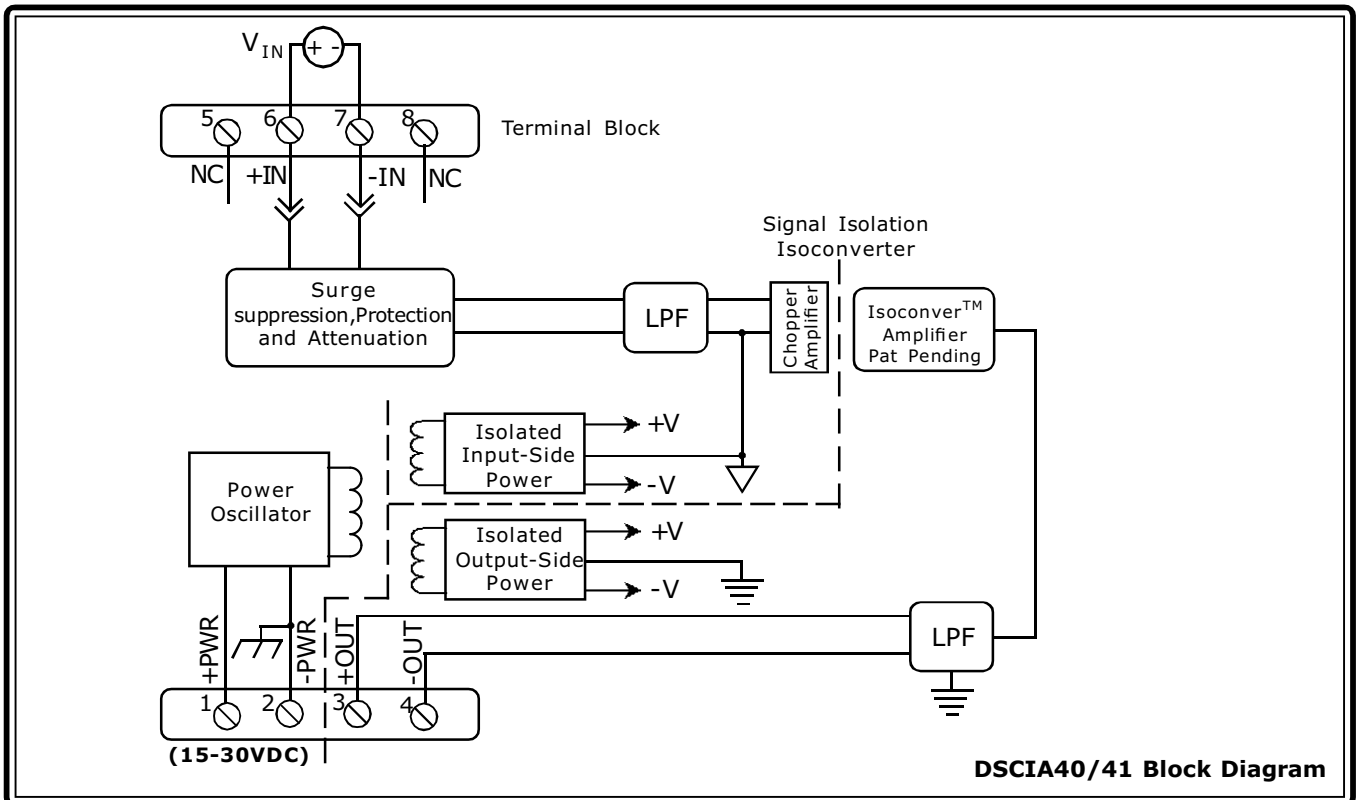 V IN
+ -
5 6 7 8
Terminal Block
NC +IN -IN NC
Signal Isolation
Isoconverter
Surge
suppression,Protection
and Attenuation
LPF
Chopper
Amplifier
Isoconver™
Amplifier
Pat Pending
+V
Isolated
Input-Side
Power
-V
Power
Oscillator
+V
Isolated
Output-Side
Power
-V
LPF
+PWR
-PWR
+OUT
-OUT
1 2 3 4
(15-30VDC)
DSCIA40/41 Block Diagram